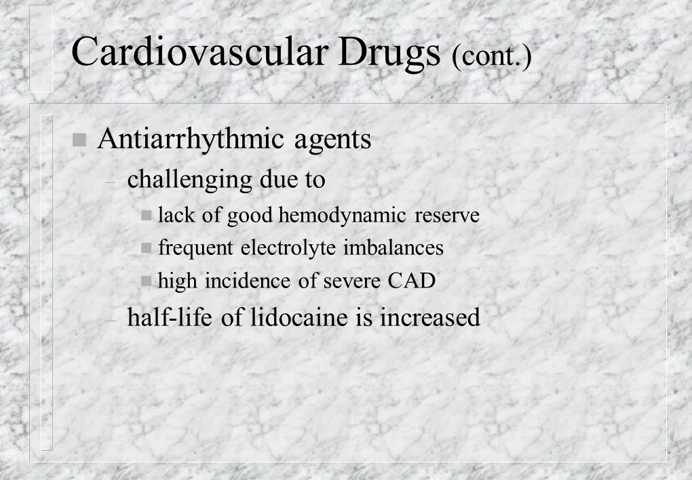 Cardiovascular Drugs (cont.)
Antiarrhythmic agents
– challenging due to
lack of good hemodynamic reserve
frequent electrolyte imbalances
high incidence of severe CAD
– half-life of lidocaine is increased